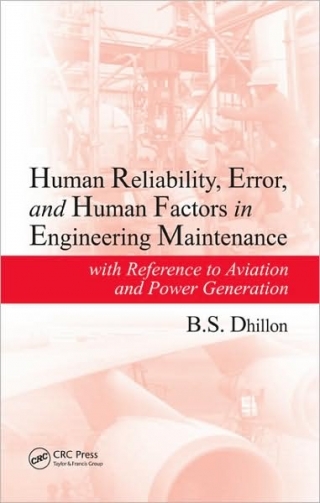 Human Reliability, Error,
and Human Factors in
Engineering Maintenance
with Reference to Aviation
and Power Generation
B.S. Dhillon
CRC
CRC Press
Taylor & Francis Group